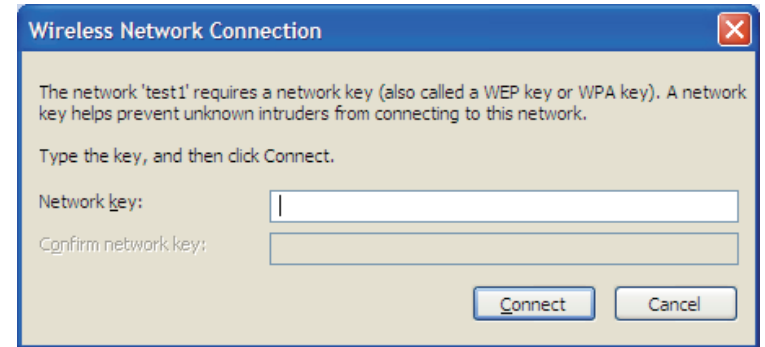 Wireless Network Connection
The network 'test1' requires a network key (also called a WEP key or WPA key). A network
key helps prevent unknown intruders from connecting to this network.
Type the key, and then click Connect.
Network key:
Confirm network key:
Connect Cancel